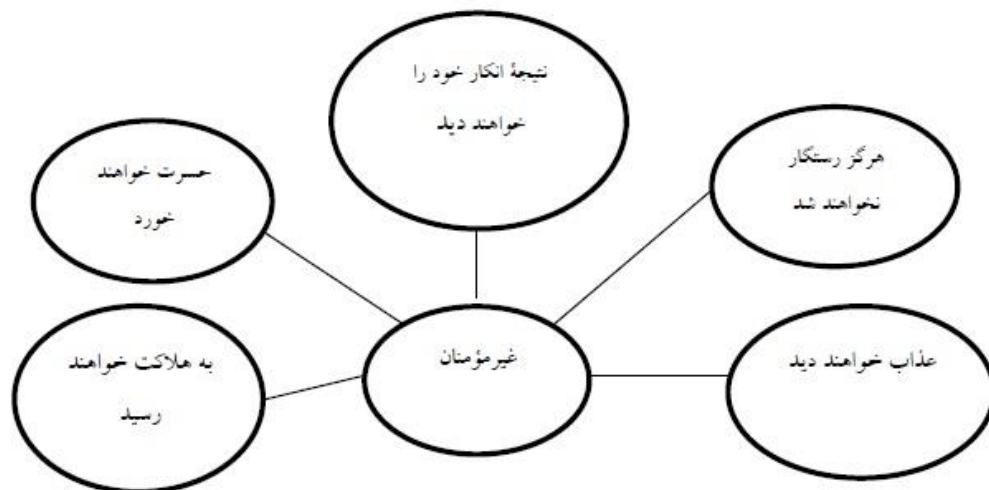 نتیجهٔ انکار خود را
خواهند دید
هرگز رستگار
نخواهند شد
حسرت خواهند
خورد
غیرمؤمنان
عذاب خواهند دید
به هلاکت خواهند
رسید